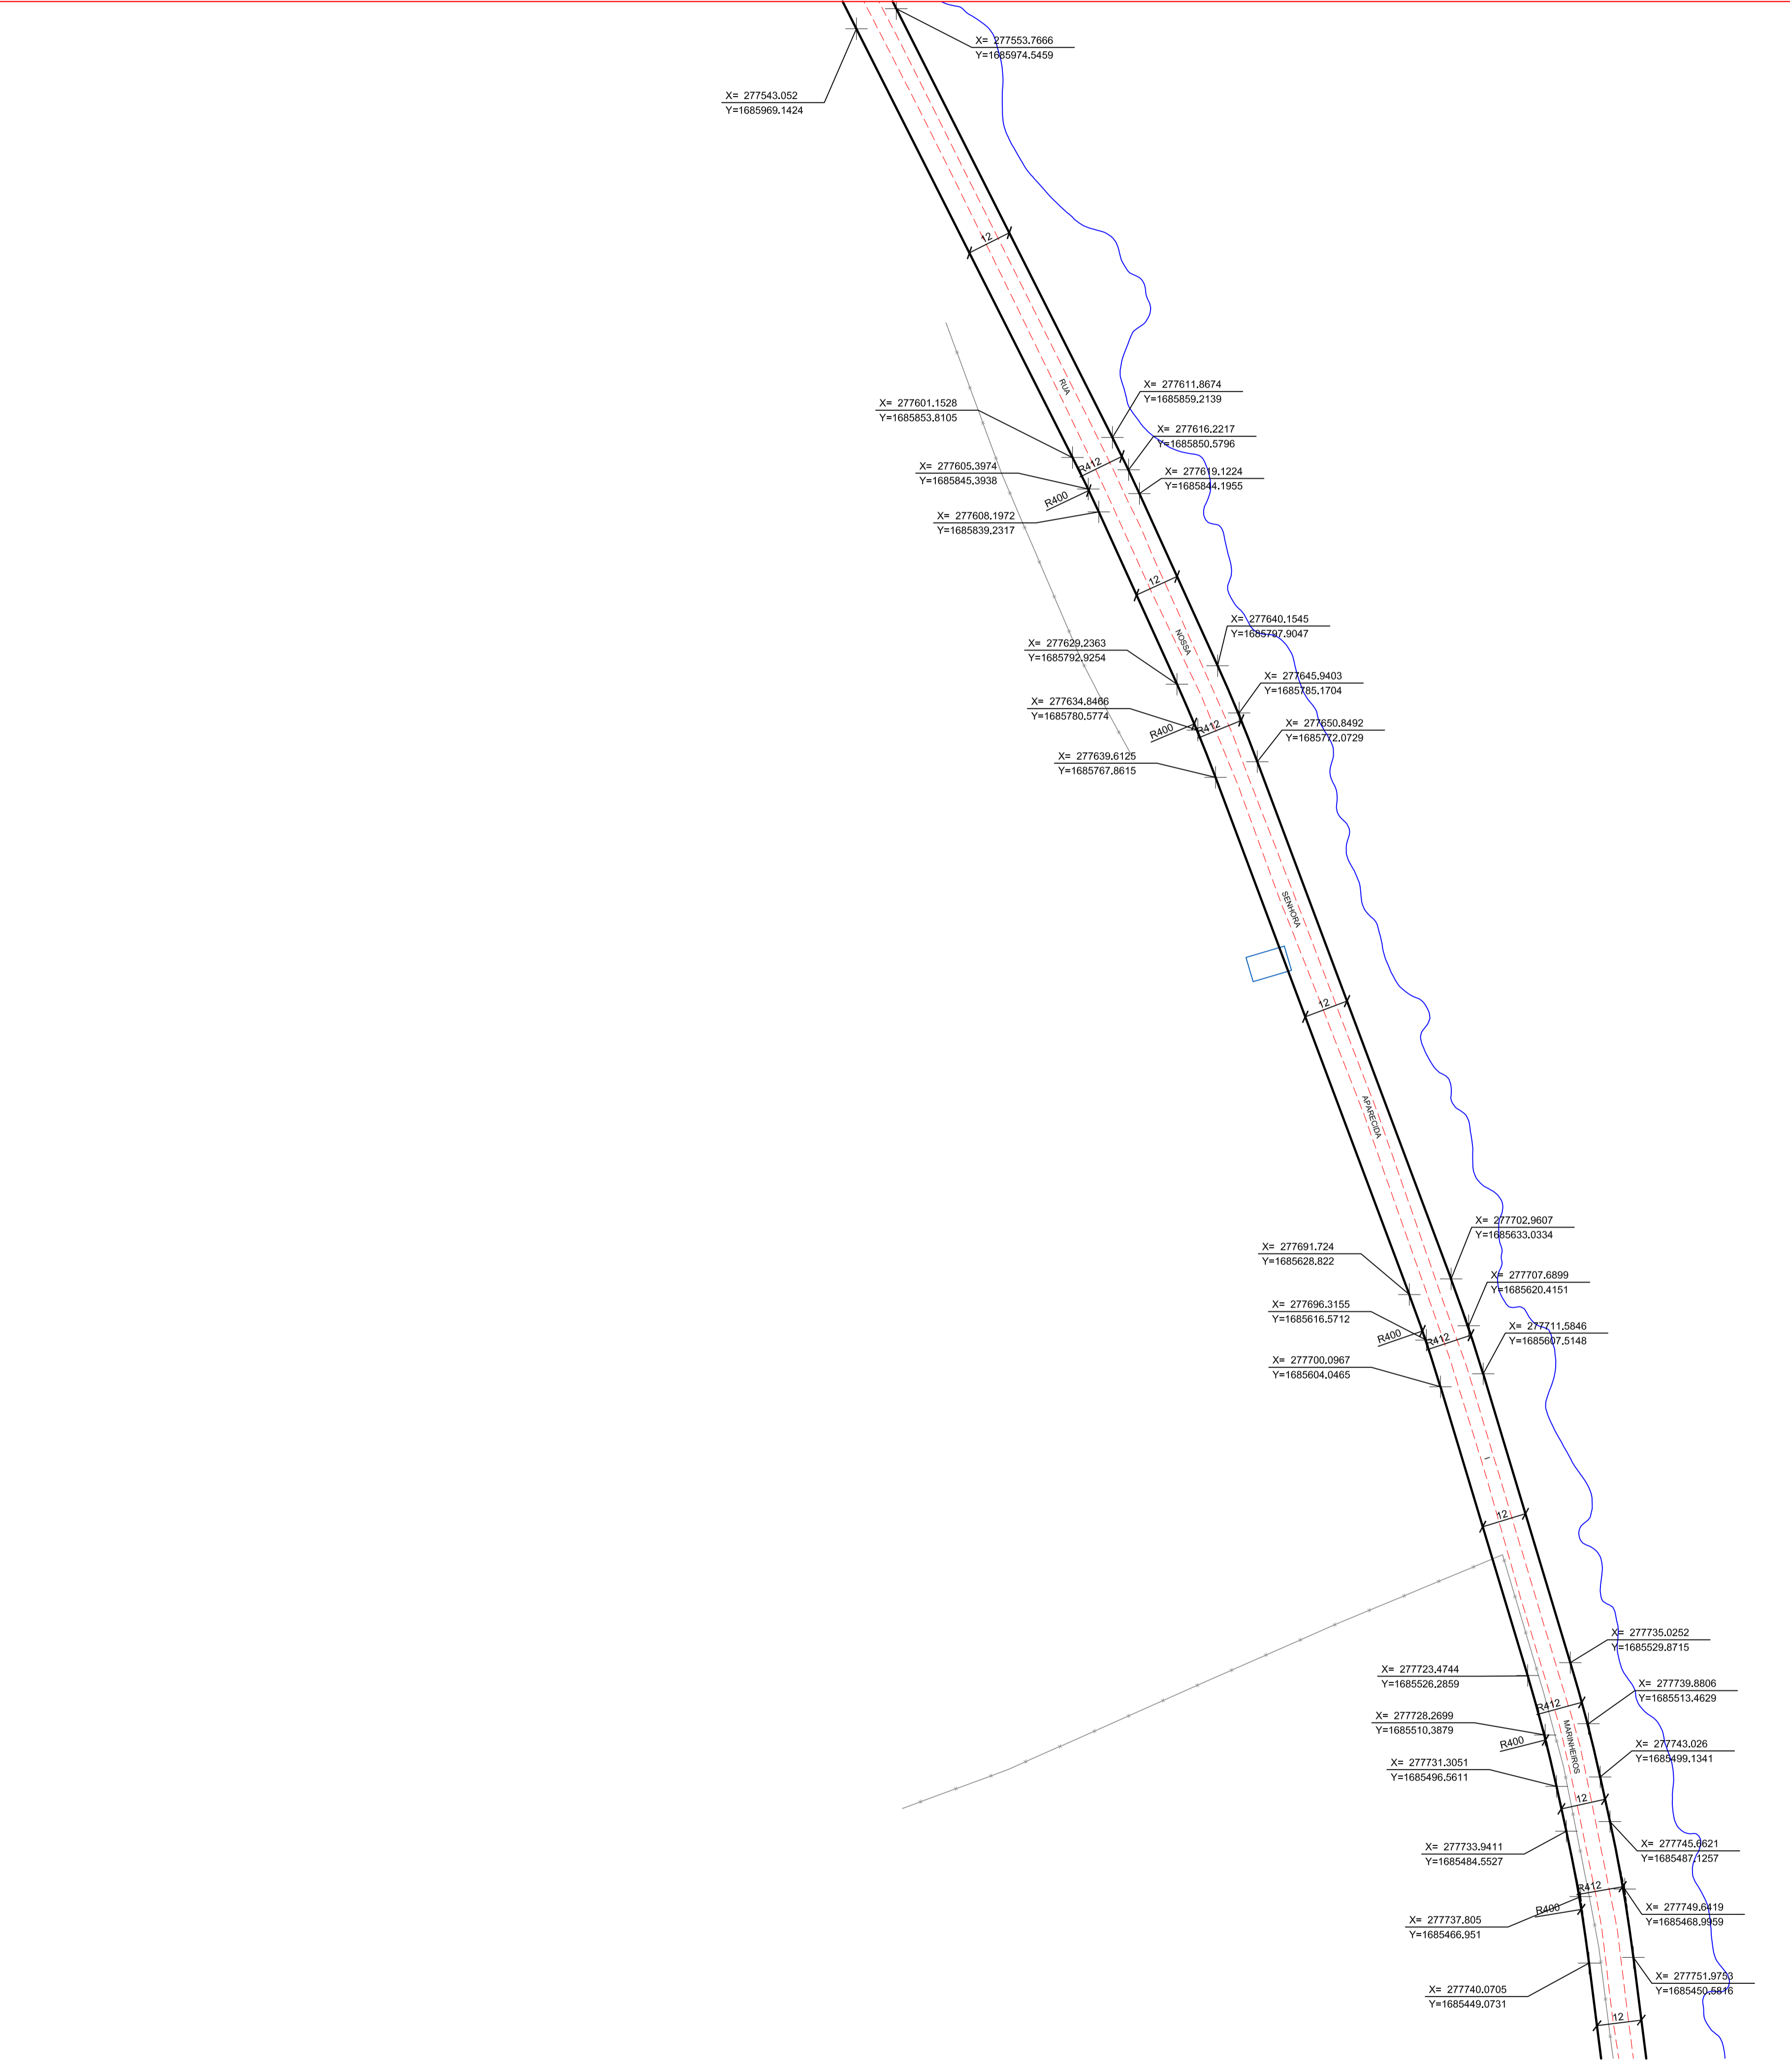 X= 277553.7666
Y=1685974.5459
X= 277543.052
Y=1685969.1424
12
RUA
X= 277611.8674
Y=1685859.2139
X= 277601.1528
Y=1685853.8105
X= 277616.2217
Y=1685850.5796
R412
X= 277605.3974
Y=1685845.3938
X= 277619.1224
Y=1685844.1955
R400
X= 277608.1972
Y=1685839.2317
12
X= 277640.1545
Y=1685797.9047
NOSSA
X= 277629.2363
Y=1685792.9254
X= 277645.9403
Y=1685785.1704
X= 277634.8466
Y=1685780.5774
R400
R412
X= 277650.8492
Y=1685772.0729
X= 277639.6125
Y=1685767.8615
SENHORA
12
APARECIDA
X= 277702.9607
Y=1685633.0334
X= 277691.724
Y=1685628.822
X= 277707.6899
Y=1685620.4151
X= 277696.3155
Y=1685616.5712
R400
R412
X= 277711.5846
Y=1685607.5148
X= 277700.0967
Y=1685604.0465
I
12
X= 277735.0252
Y=1685529.8715
X= 277723.4744
Y=1685526.2859
X= 277739.8806
Y=1685513.4629
R412
X= 277728.2699
Y=1685510.3879
R400
MARINHEIROS
X= 277743.026
Y=1685499.1341
X= 277731.3051
Y=1685496.5611
12
X= 277745.6621
Y=1685487.1257
X= 277733.9411
Y=1685484.5527
R412
R400
X= 277749.6419
Y=1685468.9959
X= 277737.805
Y=1685466.951
X= 277751.9753
Y=1685450.5816
X= 277740.0705
Y=1685449.0731
12